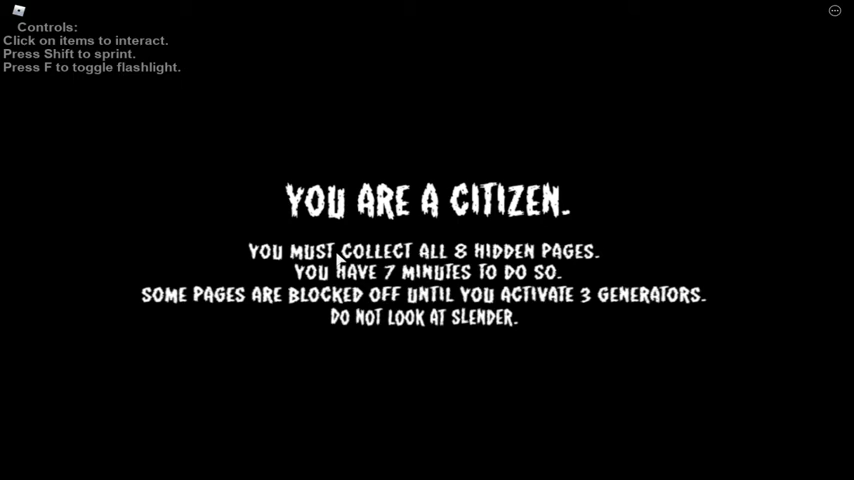 Controls:
Click on items to interact.
Press Shift to sprint.
Press F to toggle flashlight.
YOU ARE A CITIZEN.
YOU MUST COLLECT ALL 8 HIDDEN PAGES.
YOU HAVE 7 MINUTES TO DO SO.
SOME PAGES ARE BLOCKED OFF UNTIL YOU ACTIVATE 3 GENERATORS.
DO NOT LOOK AT SLENDER.